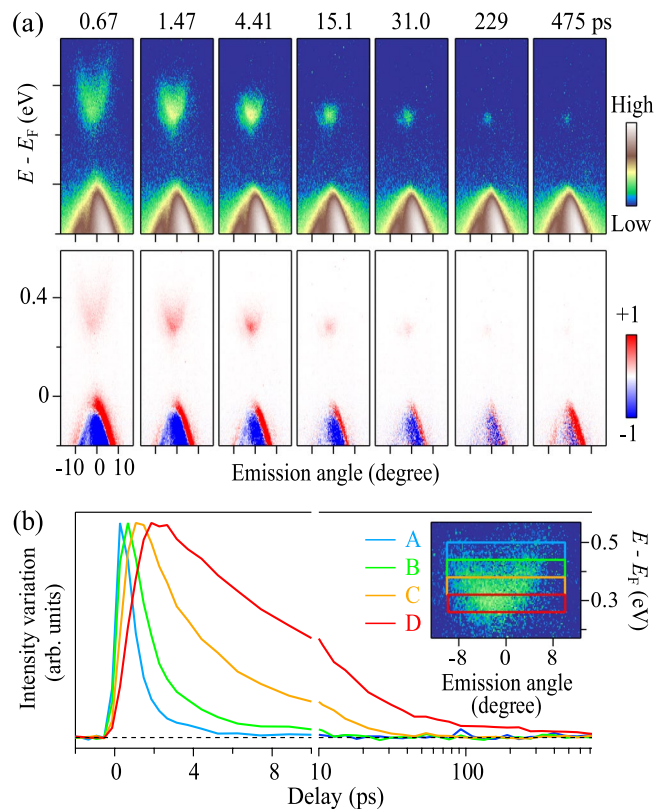 (a)
0.67 1.47 4.41 15.1 31.0 229 475 ps
E - E_F (eV)
High
Low
0.4
0
+1
-1
-10 0 10
Emission angle (degree)
(b)
Intensity variation
(arb. units)
A
B
C
D
0.5
0.3
E - E_F (eV)
-8 0 8
Emission angle
(degree)
0 4 8 10 100
Delay (ps)